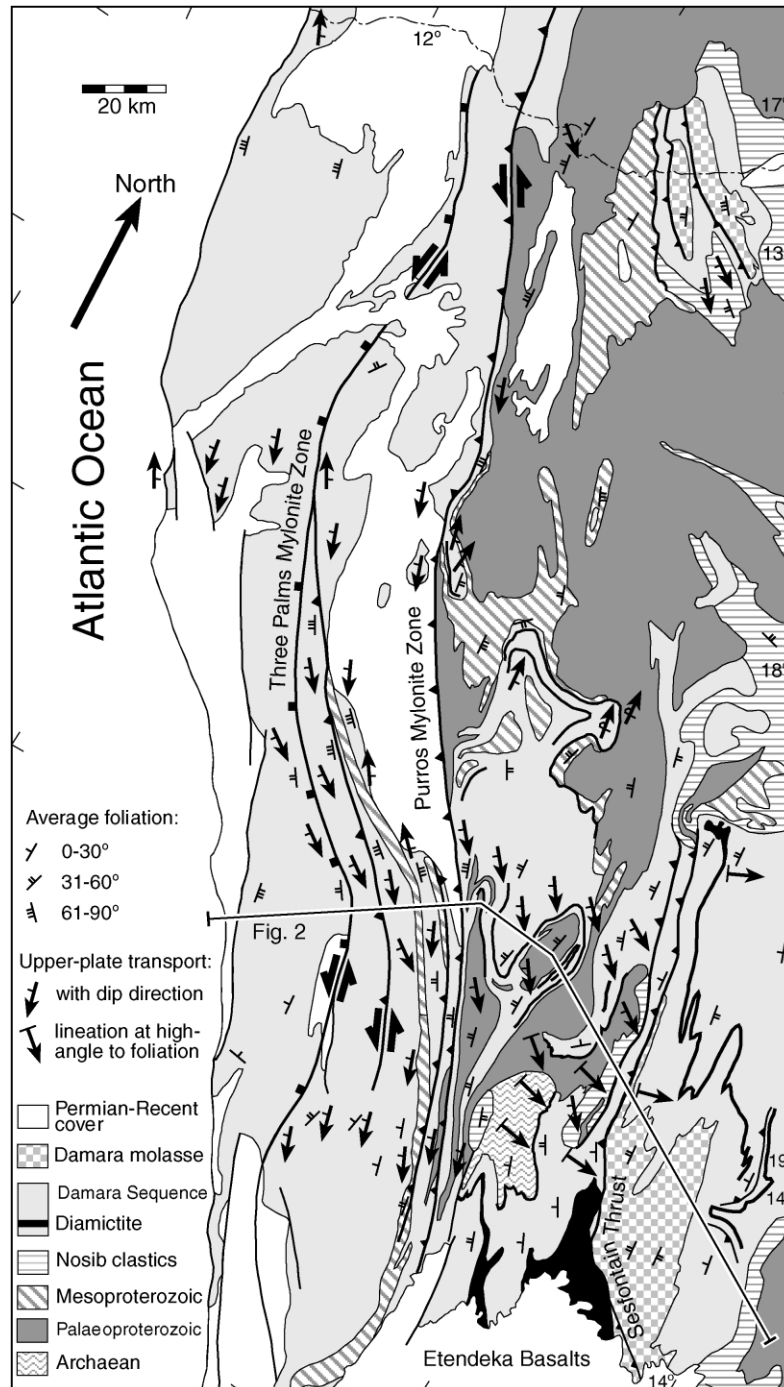 12°
20 km
17°
North
13
Atlantic Ocean
Three Palms Mylonite Zone
Purros Mylonite Zone
18°
Average foliation:
0-30°
31-60°
61-90°
Fig. 2
Upper-plate transport:
with dip direction
lineation at high-
angle to foliation
Permian-Recent
cover
Damara molasse
Damara Sequence
Diamictite
Nosib clastics
Mesoproterozoic
Palaeoproterozoic
Archaean
19
14
Sesfontain Thrust
Etendeka Basalts
14°